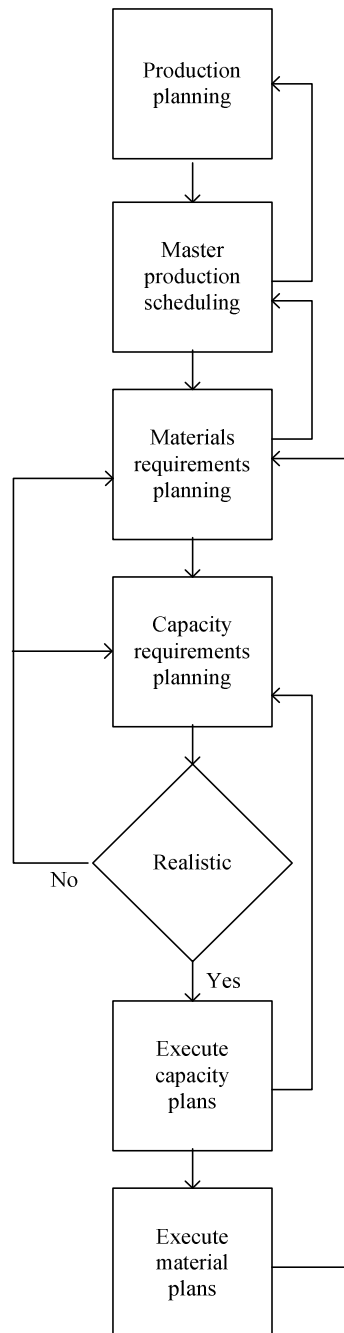 Production
planning
Master
production
scheduling
Materials
requirements
planning
Capacity
requirements
planning
Realistic
No
Yes
Execute
capacity
plans
Execute
material
plans